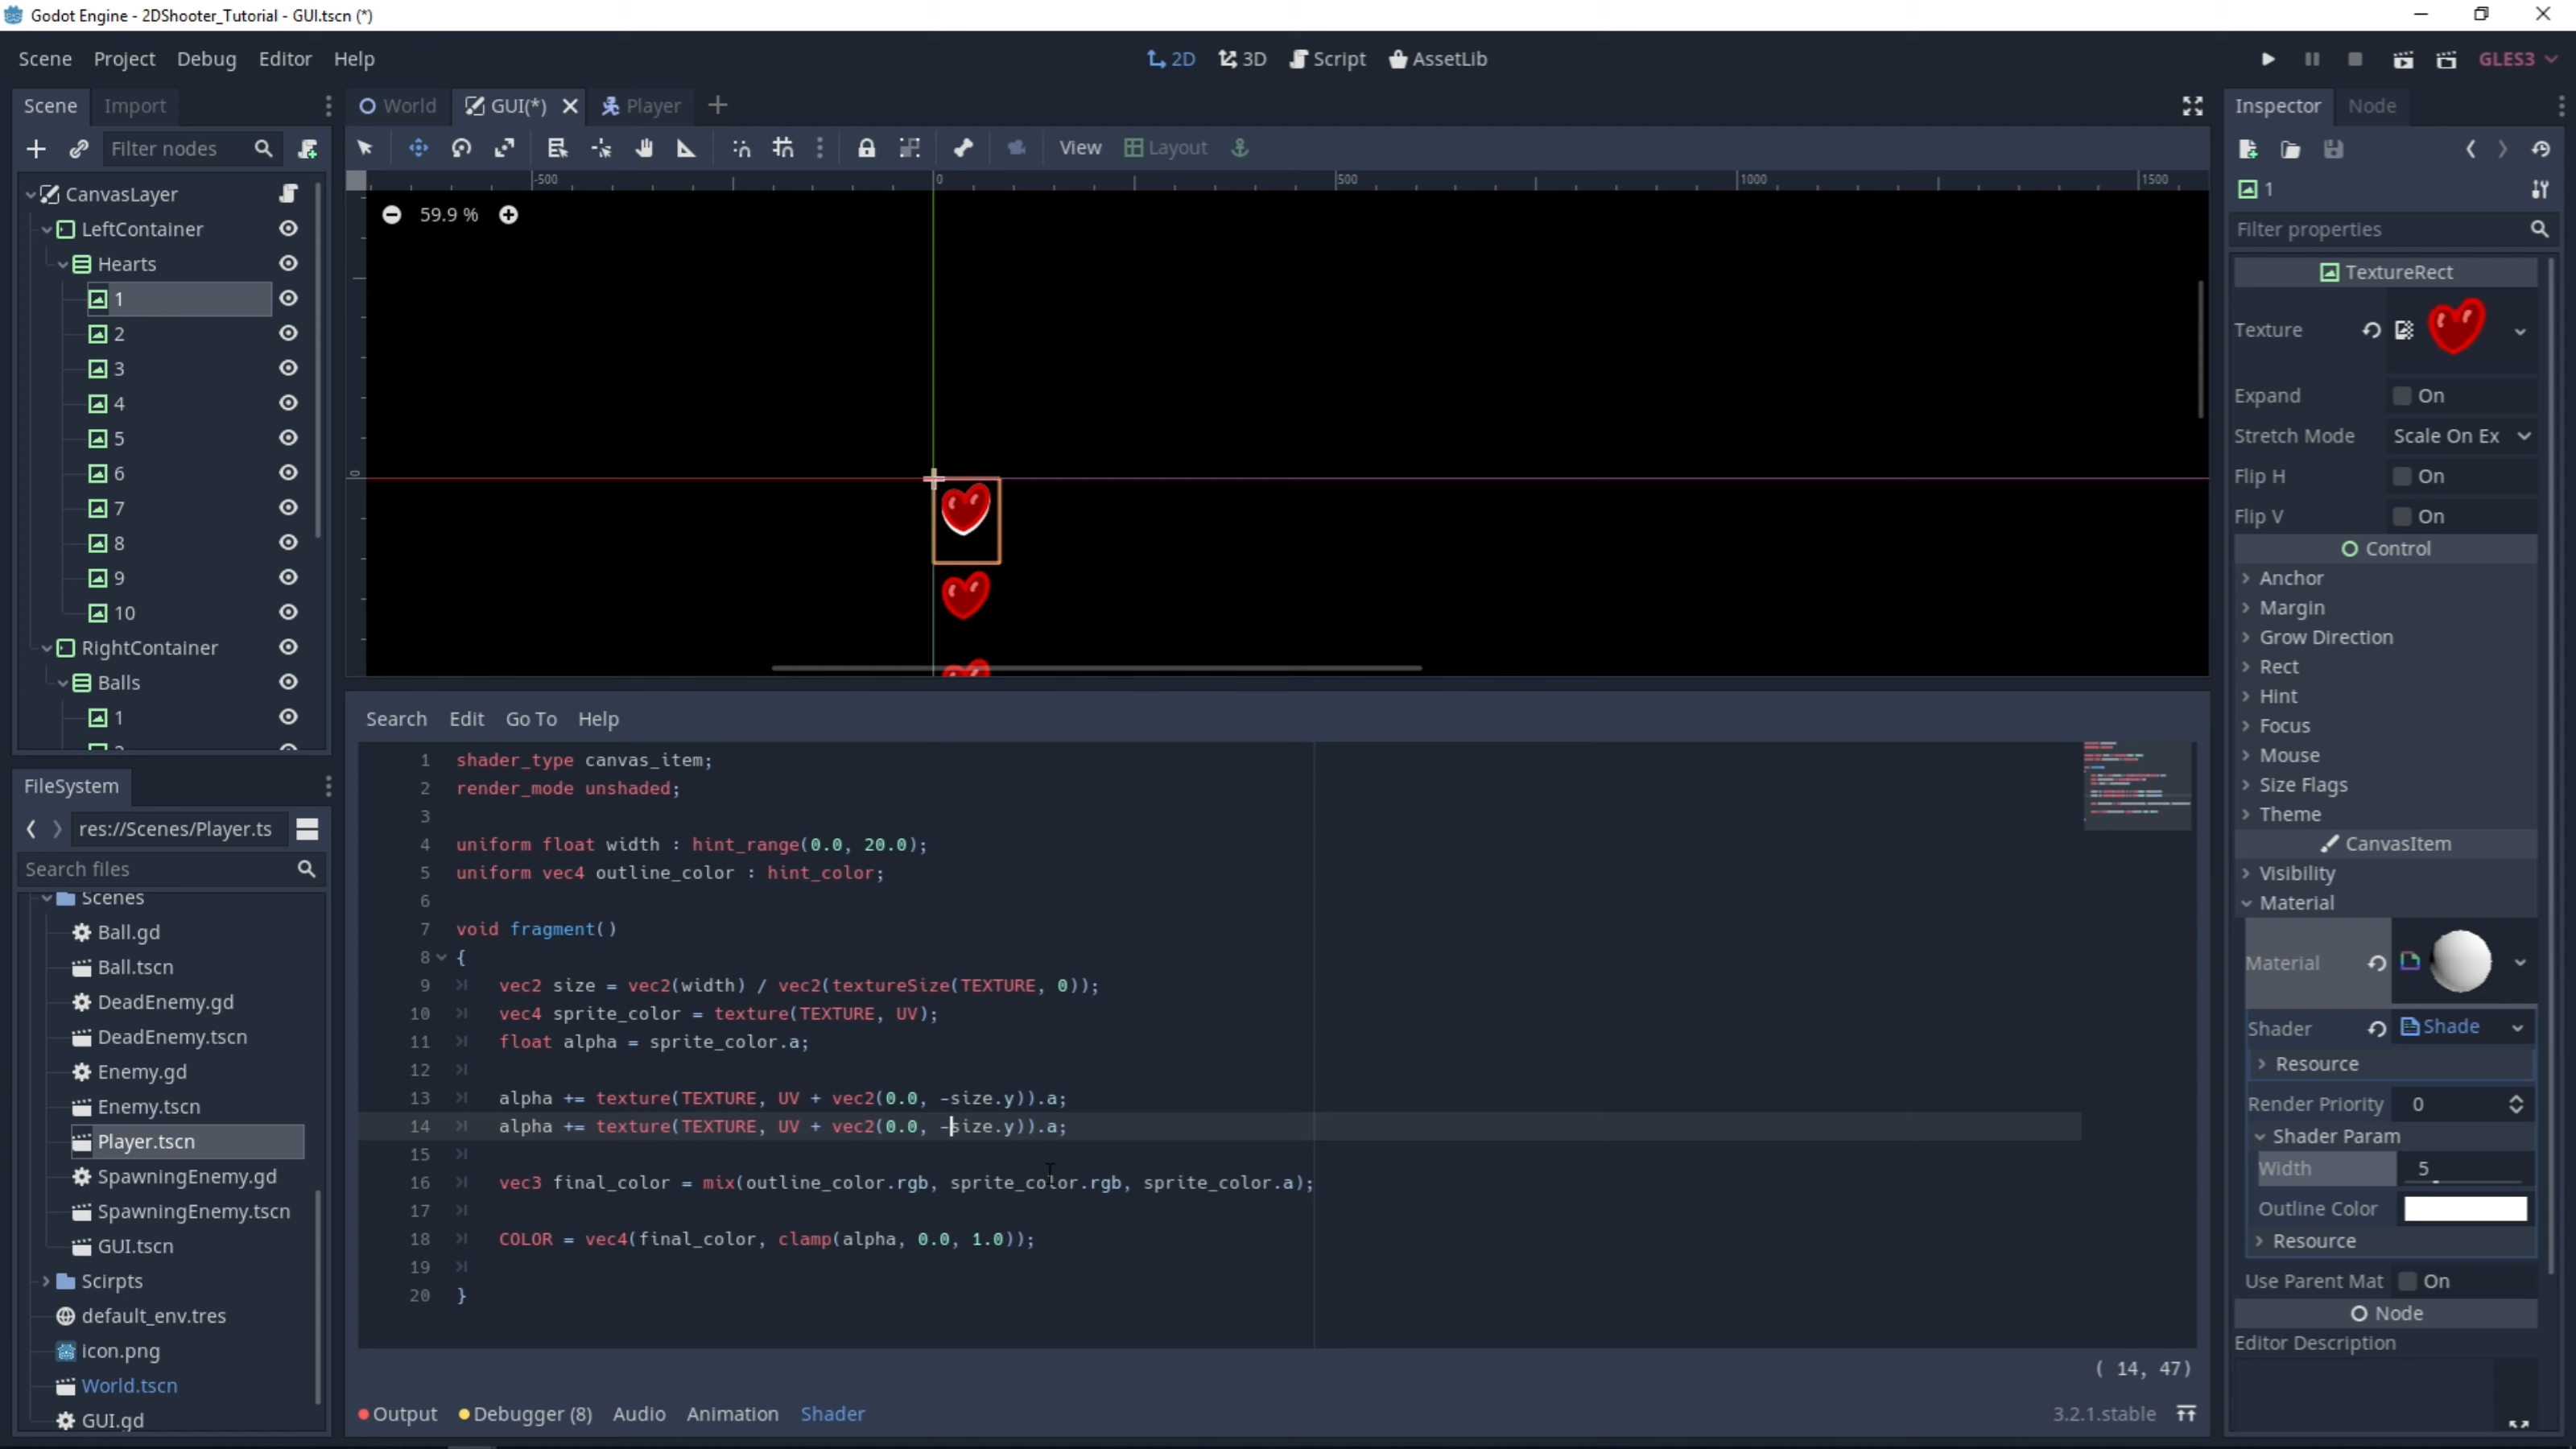 Godot Engine - 2DShooter_Tutorial - GUI.tscn (*)
Scene Project Debug Editor Help
2D 3D Script AssetLib
GLES3
Scene Import
World GUI(*) Player
Inspector Node
Filter nodes
View Layout
-500 0 500 1000 1500
59.9 %
0
CanvasLayer
LeftContainer
Hearts
1
2
3
4
5
6
7
8
9
10
RightContainer
Balls
1
FileSystem
res://Scenes/Player.ts
Search files
Scenes
Ball.gd
Ball.tscn
DeadEnemy.gd
DeadEnemy.tscn
Enemy.gd
Enemy.tscn
Player.tscn
SpawningEnemy.gd
SpawningEnemy.tscn
GUI.tscn
Scirpts
default_env.tres
icon.png
World.tscn
GUI.gd
Search Edit Go To Help
1 shader_type canvas_item;
2 render_mode unshaded;
3
4 uniform float width : hint_range(0.0, 20.0);
5 uniform vec4 outline_color : hint_color;
6
7 void fragment()
8 {
9 vec2 size = vec2(width) / vec2(textureSize(TEXTURE, 0));
10 vec4 sprite_color = texture(TEXTURE, UV);
11 float alpha = sprite_color.a;
12
13 alpha += texture(TEXTURE, UV + vec2(0.0, -size.y)).a;
14 alpha += texture(TEXTURE, UV + vec2(0.0, -size.y)).a;
15
16 vec3 final_color = mix(outline_color.rgb, sprite_color.rgb, sprite_color.a);
17
18 COLOR = vec4(final_color, clamp(alpha, 0.0, 1.0));
19
20 }
( 14, 47)
Output Debugger (8) Audio Animation Shader
3.2.1.stable
1
Filter properties
TextureRect
Texture
Expand On
Stretch Mode Scale On Ex
Flip H On
Flip V On
Control
Anchor
Margin
Grow Direction
Rect
Hint
Focus
Mouse
Size Flags
Theme
CanvasItem
Visibility
Material
Material
Shader Shade
Resource
Render Priority 0
Shader Param
Width 5
Outline Color
Resource
Use Parent Mat On
Node
Editor Description